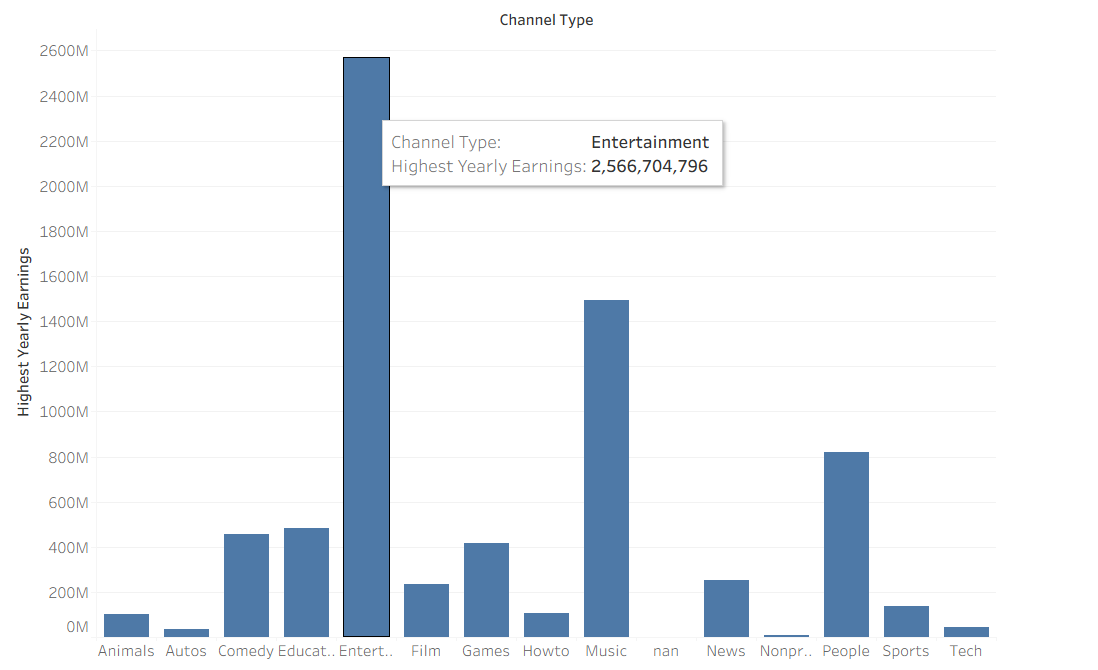 Channel Type
2600M
2400M
2200M
2000M
1800M
1600M
1400M
1200M
1000M
800M
600M
400M
200M
0M
Highest Yearly Earnings
Channel Type: Entertainment
Highest Yearly Earnings: 2,566,704,796
Animals Autos Comedy Educat.. Entert.. Film Games Howto Music nan News Nonpr.. People Sports Tech